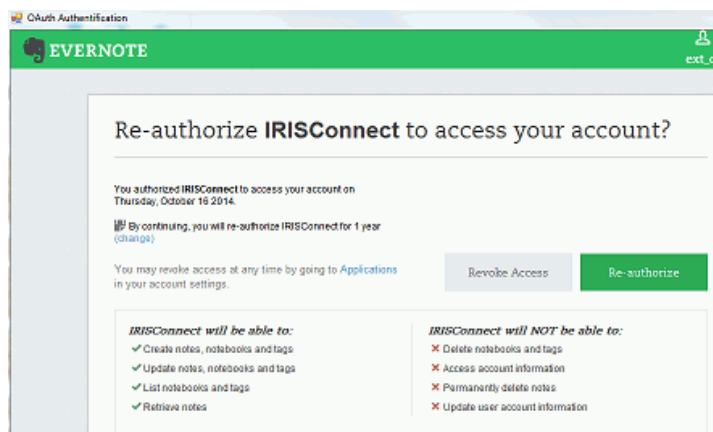 OAuth Authentification
EVERNOTE
Re-authorize IRISConnect to access your account?
You authorized IRISConnect to access your account on
Thursday, October 16 2014.
By continuing, you will re-authorize IRISConnect for 1 year
(change)
You may revoke access at any time by going to Applications
in your account settings.
Revoke Access
Re-authorize
IRISConnect will be able to:
Create notes, notebooks and tags
Update notes, notebooks and tags
List notebooks and tags
Retrieve notes
IRISConnect will NOT be able to:
Delete notebooks and tags
Access account information
Permanently delete notes
Update user account information